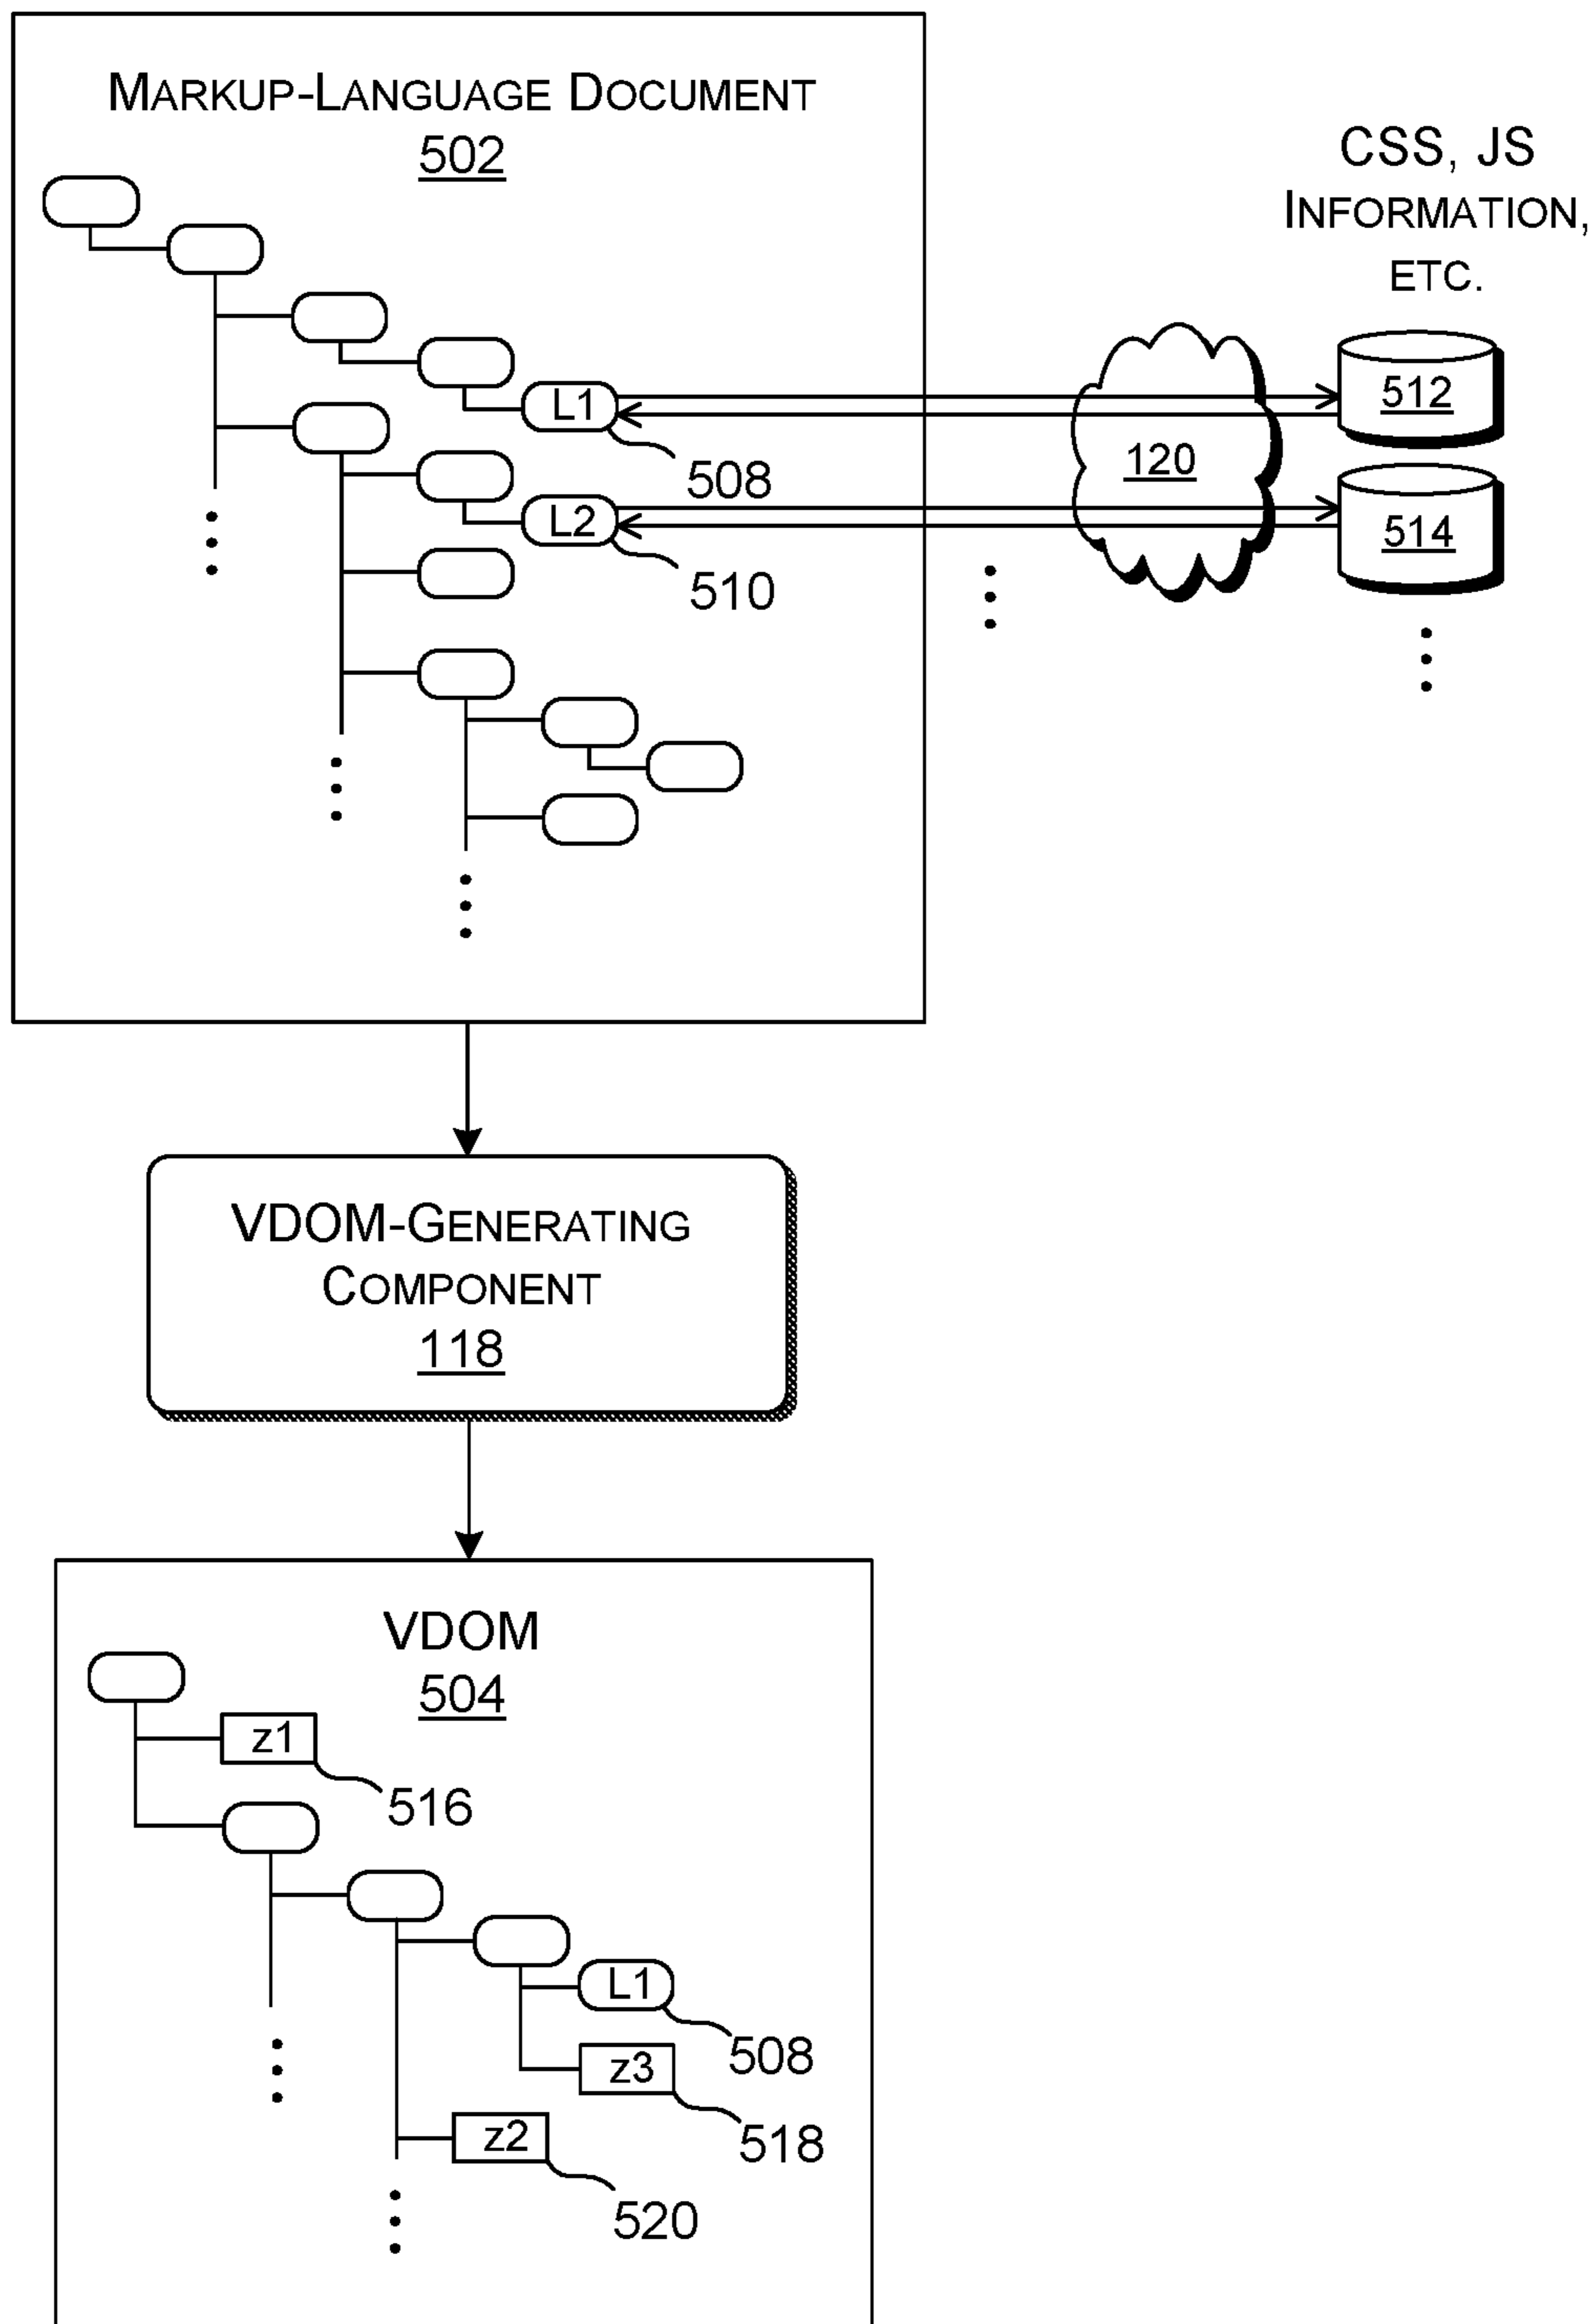 MARKUP-LANGUAGE DOCUMENT
502
CSS, JS
INFORMATION,
ETC.
L1
508
L2
510
120
512
514
VDOM-GENERATING
COMPONENT
118
VDOM
504
z1
516
L1
508
z3
518
z2
520